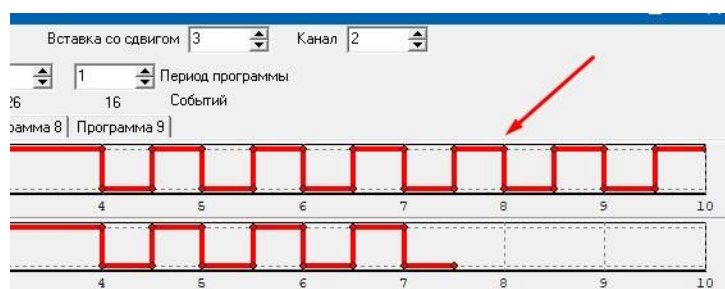 Вставка со сдвигом 3 Канал 2
1 Период программы
26 16 Событий
рамма 8 Программа 9
4 5 6 7 8 9 10
4 5 6 7 8 9 10